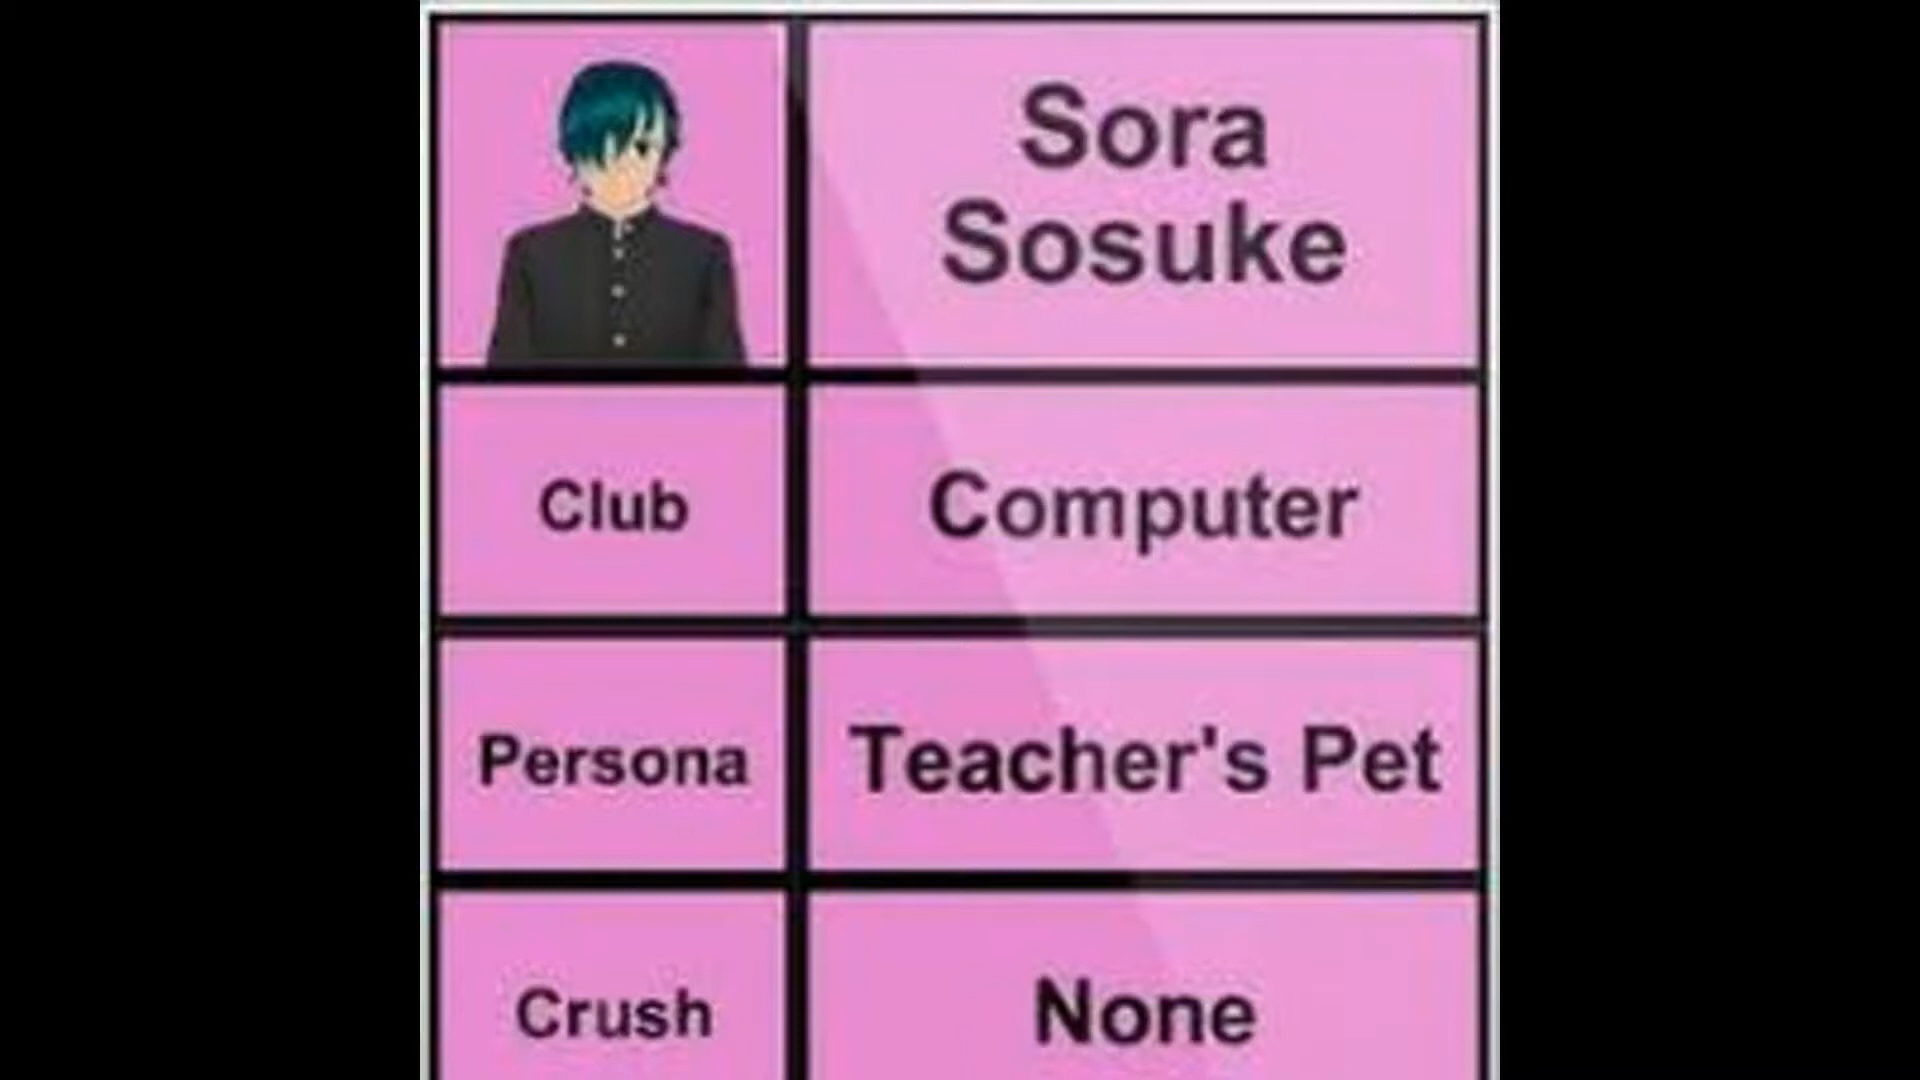 Sora
Sosuke
Club
Computer
Persona
Teacher's Pet
Crush
None